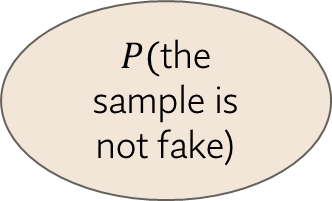 P(the
sample is
not fake)